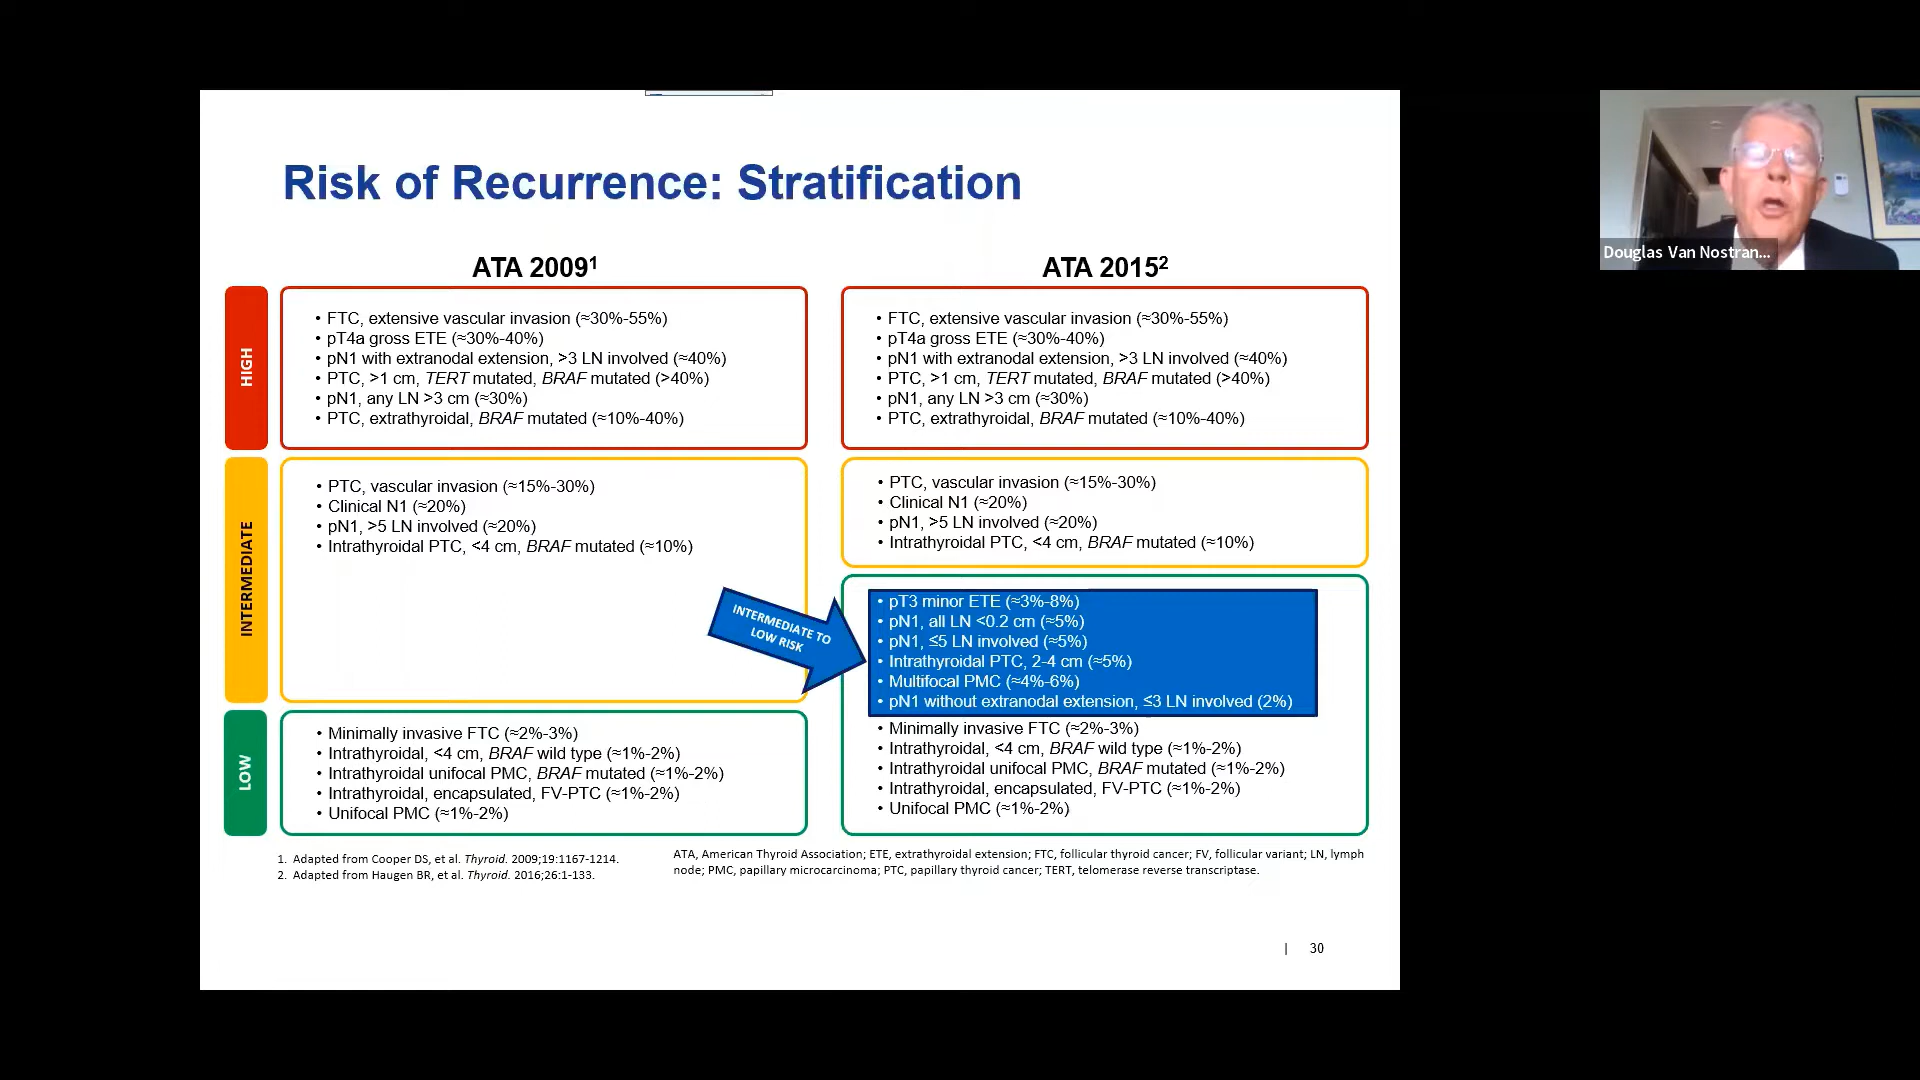 Risk of Recurrence: Stratification
ATA 2009¹
HIGH
• FTC, extensive vascular invasion (≈30%-55%)
• pT4a gross ETE (≈30%-40%)
• pN1 with extranodal extension, >3 LN involved (≈40%)
• PTC, >1 cm, TERT mutated, BRAF mutated (>40%)
• pN1, any LN >3 cm (≈30%)
• PTC, extrathyroidal, BRAF mutated (≈10%-40%)
INTERMEDIATE
• PTC, vascular invasion (≈15%-30%)
• Clinical N1 (≈20%)
• pN1, >5 LN involved (≈20%)
• Intrathyroidal PTC, <4 cm, BRAF mutated (≈10%)
LOW
• Minimally invasive FTC (≈2%-3%)
• Intrathyroidal, <4 cm, BRAF wild type (≈1%-2%)
• Intrathyroidal unifocal PMC, BRAF mutated (≈1%-2%)
• Intrathyroidal, encapsulated, FV-PTC (≈1%-2%)
• Unifocal PMC (≈1%-2%)
ATA 2015²
• FTC, extensive vascular invasion (≈30%-55%)
• pT4a gross ETE (≈30%-40%)
• pN1 with extranodal extension, >3 LN involved (≈40%)
• PTC, >1 cm, TERT mutated, BRAF mutated (>40%)
• pN1, any LN >3 cm (≈30%)
• PTC, extrathyroidal, BRAF mutated (≈10%-40%)
• PTC, vascular invasion (≈15%-30%)
• Clinical N1 (≈20%)
• pN1, >5 LN involved (≈20%)
• Intrathyroidal PTC, <4 cm, BRAF mutated (≈10%)
INTERMEDIATE TO
LOW RISK
• pT3 minor ETE (≈3%-8%)
• pN1, all LN <0.2 cm (≈5%)
• pN1, ≤5 LN involved (≈5%)
• Intrathyroidal PTC, 2-4 cm (≈5%)
• Multifocal PMC (≈4%-6%)
• pN1 without extranodal extension, ≤3 LN involved (2%)
• Minimally invasive FTC (≈2%-3%)
• Intrathyroidal, <4 cm, BRAF wild type (≈1%-2%)
• Intrathyroidal unifocal PMC, BRAF mutated (≈1%-2%)
• Intrathyroidal, encapsulated, FV-PTC (≈1%-2%)
• Unifocal PMC (≈1%-2%)
1. Adapted from Cooper DS, et al. Thyroid. 2009;19:1167-1214.
2. Adapted from Haugen BR, et al. Thyroid. 2016;26:1-133.
ATA, American Thyroid Association; ETE, extrathyroidal extension; FTC, follicular thyroid cancer; FV, follicular variant; LN, lymph
node; PMC, papillary microcarcinoma; PTC, papillary thyroid cancer; TERT, telomerase reverse transcriptase.
| 30
Douglas Van Nostran...